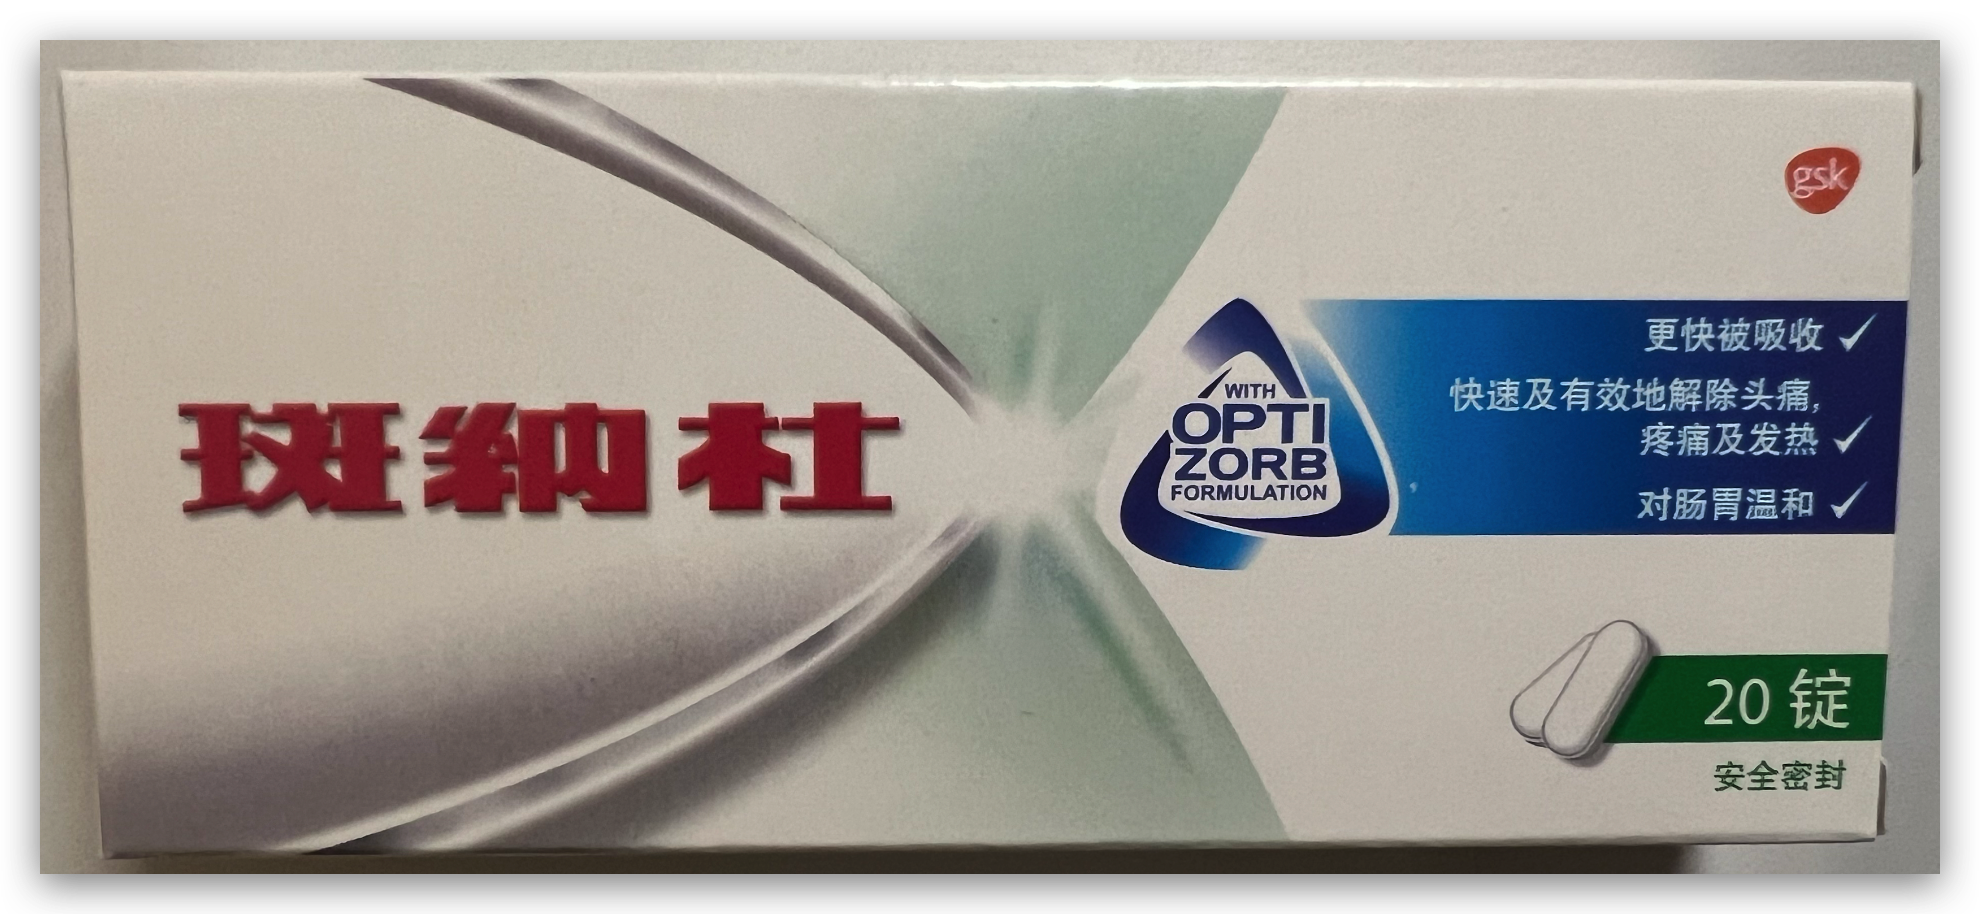 斑纳杜
gsk
WITH
OPTI
ZORB
FORMULATION
更快被吸收
快速及有效地解除头痛,
疼痛及发热
对肠胃温和
20 锭
安全密封